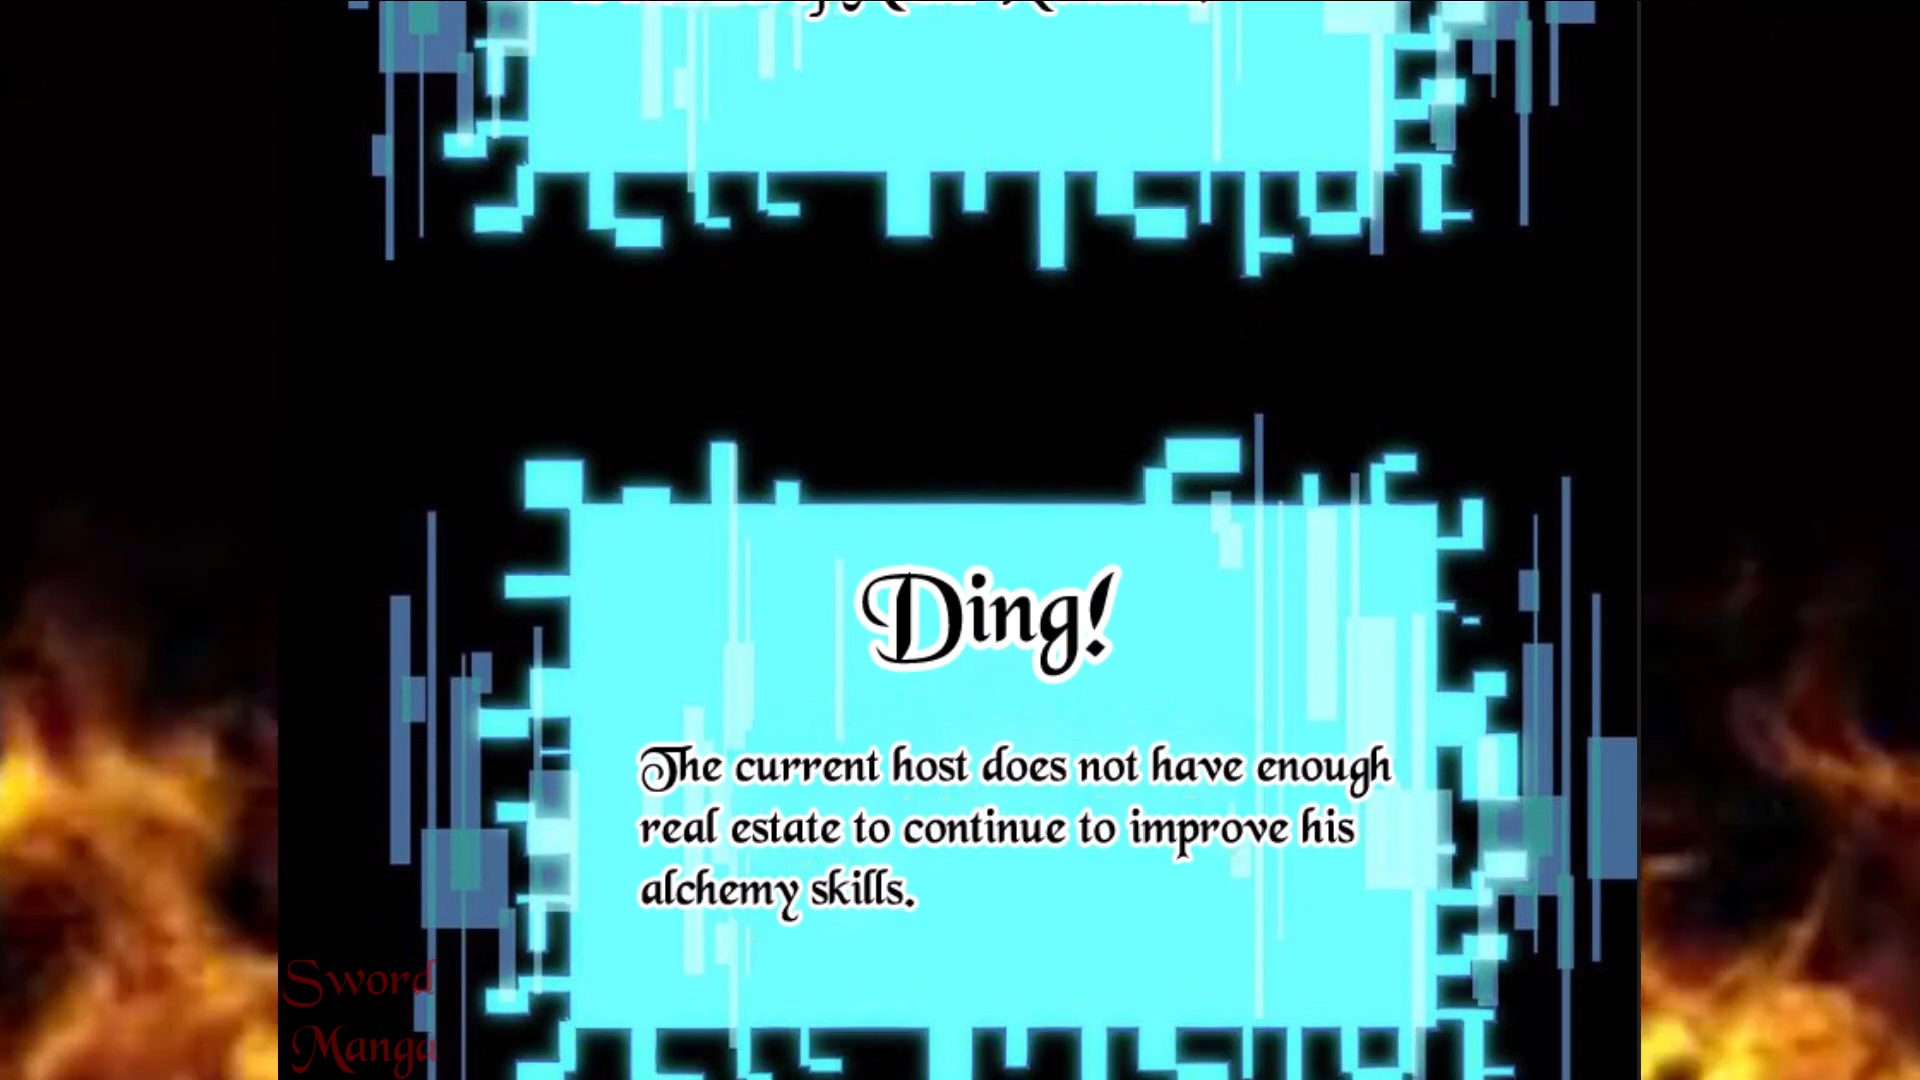 Ding!
The current host does not have enough
real estate to continue to improve his
alchemy skills.
Sword
Manga